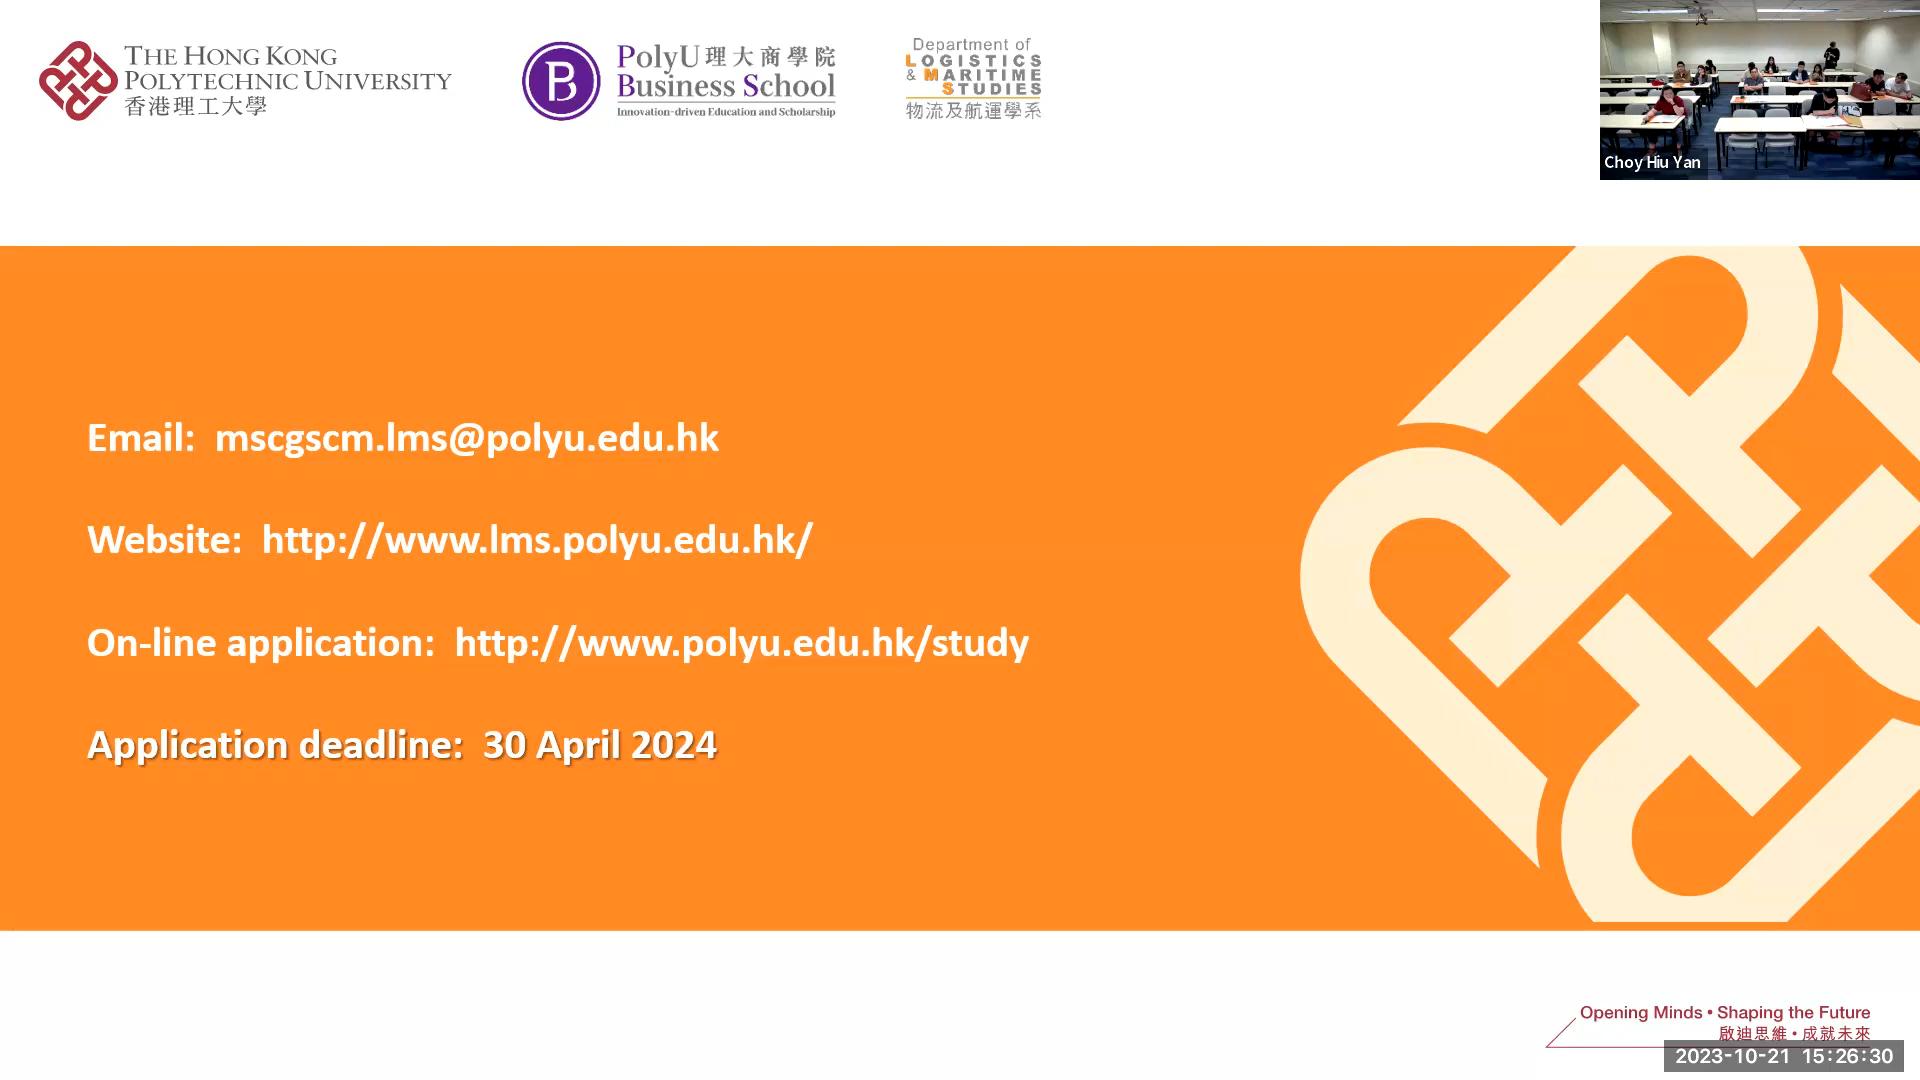 THE HONG KONG
POLYTECHNIC UNIVERSITY
香港理工大學
B
PolyU 理大商學院
Business School
Innovation-driven Education and Scholarship
Department of
LOGISTICS
& MARITIME
STUDIES
物流及航運學系
Choy Hiu Yan
Email: mscgscm.lms@polyu.edu.hk
Website: http://www.lms.polyu.edu.hk/
On-line application: http://www.polyu.edu.hk/study
Application deadline: 30 April 2024
Opening Minds • Shaping the Future
啟迪思維 • 成就未來
2023-10-21 15:26:30